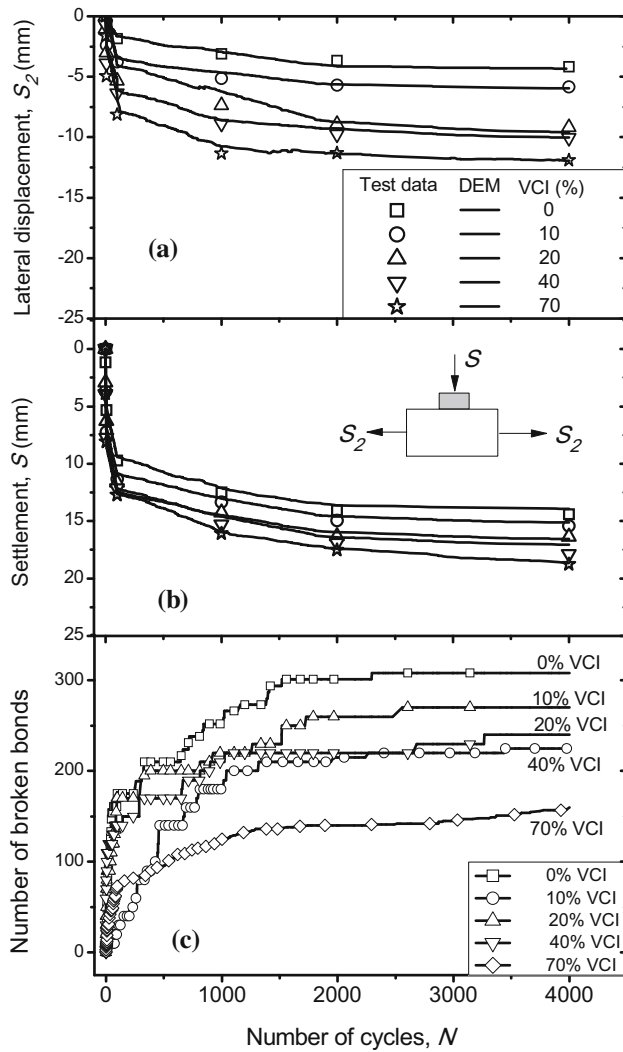 0
-5
-10
-15
-20
-25
Lateral displacement, S2 (mm)
(a)
Test data DEM VCI (%)
0
10
20
40
70
0
5
10
15
20
25
Settlement, S (mm)
(b)
S
S2
S2
300
200
100
0
Number of broken bonds
(c)
0% VCI
10% VCI
20% VCI
40% VCI
70% VCI
0% VCI
10% VCI
20% VCI
40% VCI
70% VCI
0 1000 2000 3000 4000
Number of cycles, N